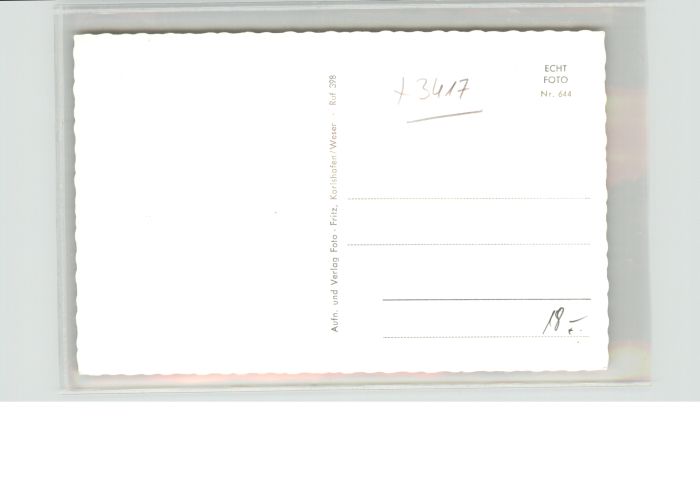 Aufn. und Verlag Foto-Fritz, Karlshafen/Weser · Ruf 398
+3417
ECHT
FOTO
Nr. 644
18,-